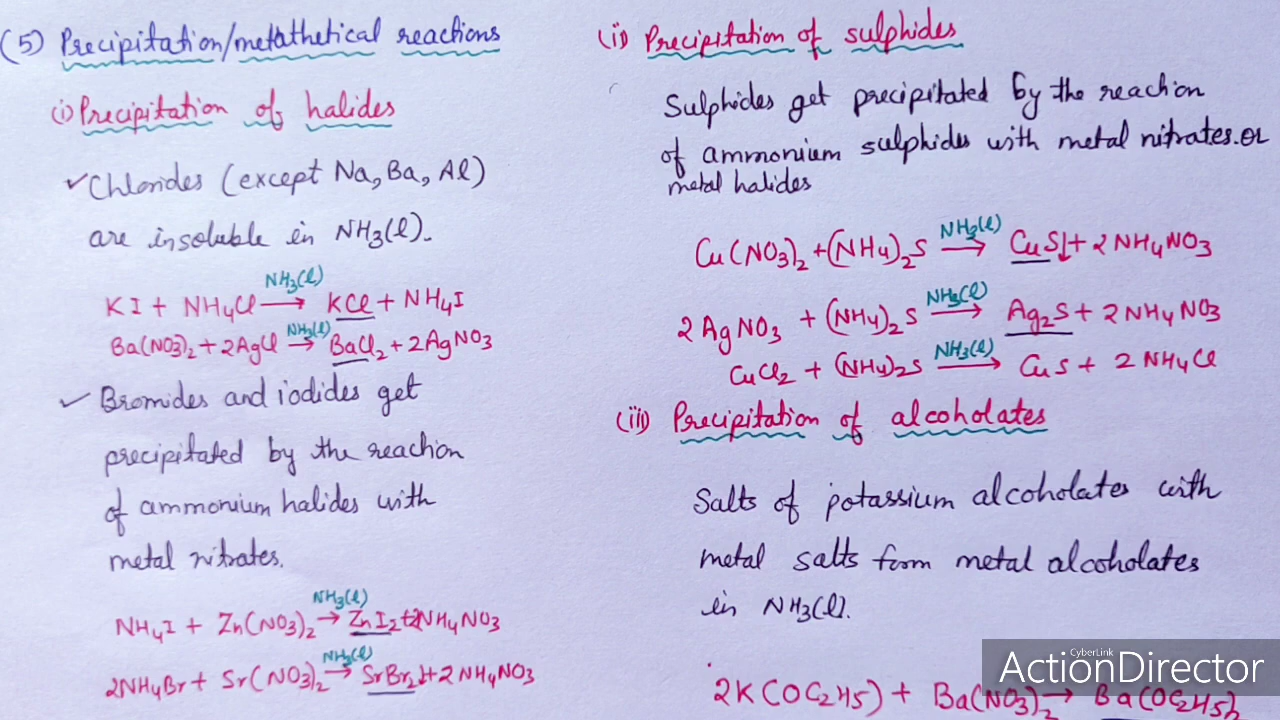 (5) Precipitation/metathetical reactions
(i) Precipitation of halides
✓Chlorides (except Na, Ba, Al)
are insoluble in NH3(l).
KI + NH4Cl —NH3(l)→ KCl + NH4I
Ba(NO3)2 + 2AgCl —NH3(l)→ BaCl2 + 2AgNO3
✓ Bromides and iodides get
precipitated by the reaction
of ammonium halides with
metal nitrates.
NH4I + Zn(NO3)2 —NH3(l)→ ZnI2 + 2NH4NO3
2NH4Br + Sr(NO3)2 —NH3(l)→ SrBr2↓ + 2NH4NO3
(ii) Precipitation of sulphides
Sulphides get precipitated by the reaction
of ammonium sulphides with metal nitrates or
metal halides
Cu(NO3)2 + (NH4)2S —NH3(l)→ CuS↓ + 2NH4NO3
2AgNO3 + (NH4)2S —NH3(l)→ Ag2S + 2NH4NO3
CuCl2 + (NH4)2S —NH3(l)→ CuS + 2NH4Cl
(iii) Precipitation of alcoholates
Salts of potassium alcoholates with
metal salts form metal alcoholates
in NH3(l).
2K(OC2H5) + Ba(NO3)2 → Ba(OC2H5)2
CyberLink
ActionDirector